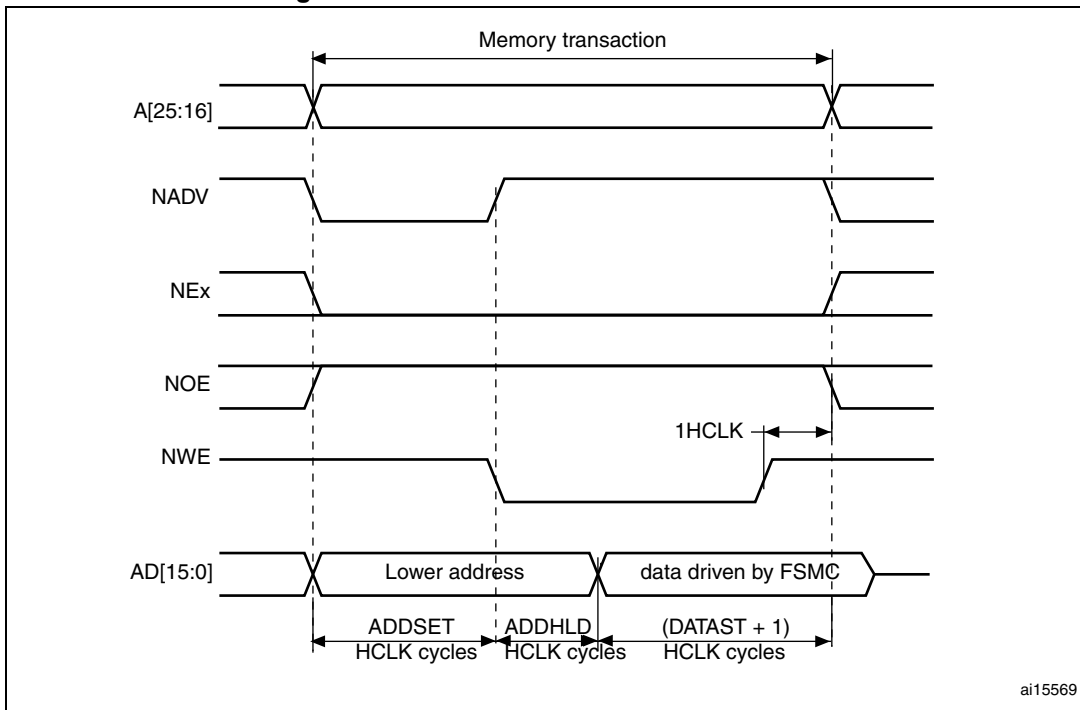 Memory transaction
A[25:16]
NADV
NEx
NOE
1HCLK
NWE
AD[15:0]
Lower address
data driven by FSMC
ADDSET
ADDHLD
(DATAST + 1)
HCLK cycles
HCLK cycles
HCLK cycles
ai15569